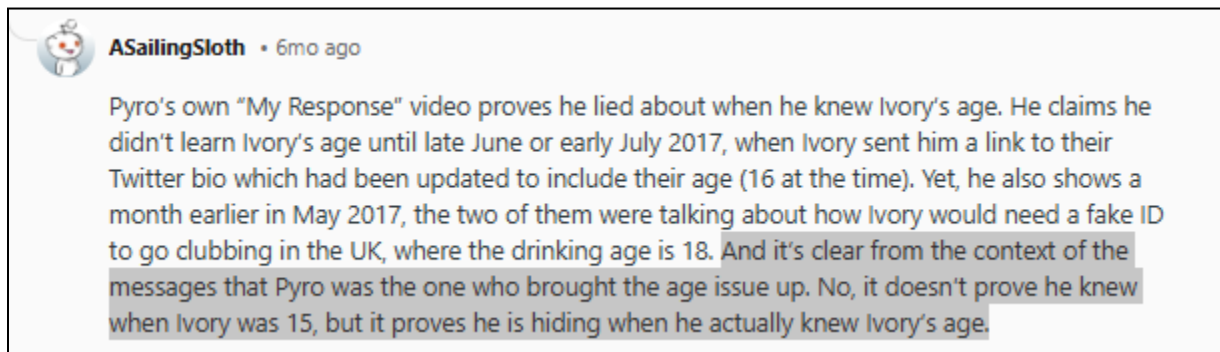 ASailingSloth • 6mo ago
Pyro's own “My Response” video proves he lied about when he knew Ivory's age. He claims he
didn't learn Ivory's age until late June or early July 2017, when Ivory sent him a link to their
Twitter bio which had been updated to include their age (16 at the time). Yet, he also shows a
month earlier in May 2017, the two of them were talking about how Ivory would need a fake ID
to go clubbing in the UK, where the drinking age is 18. And it's clear from the context of the
messages that Pyro was the one who brought the age issue up. No, it doesn't prove he knew
when Ivory was 15, but it proves he is hiding when he actually knew Ivory's age.